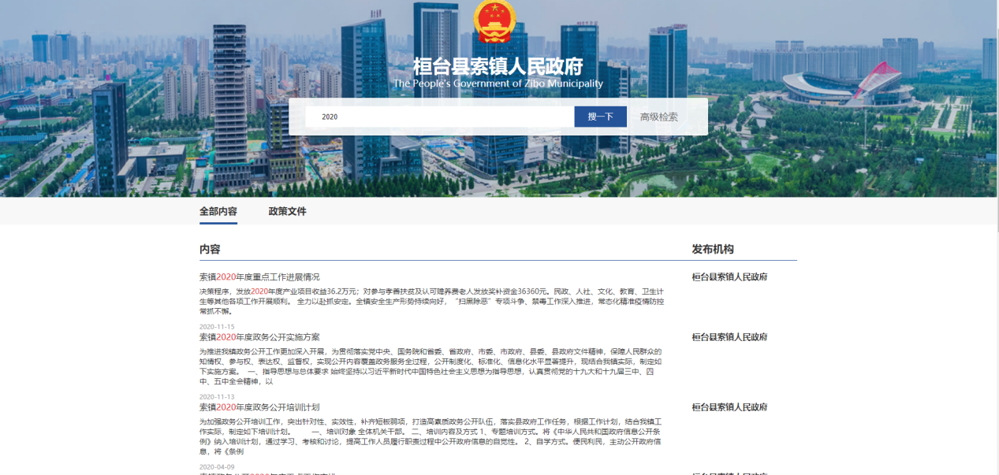 桓台县索镇人民政府
The People's Government of Zibo Municipality
2020
搜一下
高级检索
全部内容
政策文件
内容
发布机构
索镇2020年度重点工作进展情况
桓台县索镇人民政府
决策程序，发放2020年度产业项目收益36.2万元；对参与孝善扶贫及认可赡养费老人发放奖补资金36360元。民政、人社、文化、教育、卫生计
生等其他各项工作开展顺利。 全力以赴抓安定。全镇安全生产形势持续向好，“扫黑除恶”专项斗争、禁毒工作深入推进，常态化精准疫情防控
常抓不懈。
2020-11-15
索镇2020年度政务公开实施方案
桓台县索镇人民政府
为推进我镇政务公开工作更加深入开展，为贯彻落实党中央、国务院和省委、省政府、市委、市政府、县委、县政府文件精神，保障人民群众的
知情权、参与权、表达权、监督权，实现公开内容覆盖政务服务全过程，公开制度化、标准化、信息化水平显著提升，现结合我镇实际，制定如
下实施方案。 一、指导思想与总体要求 始终坚持以习近平新时代中国特色社会主义思想为指导思想，认真贯彻党的十九大和十九届三中、四
中、五中全会精神，以
2020-11-13
索镇2020年度政务公开培训计划
桓台县索镇人民政府
为加强政务公开培训工作，突出针对性、实效性，补齐短板弱项，打造高素质政务公开队伍，落实县政府工作任务，根据工作计划，结合我镇工
作实际，制定如下培训计划。 一、培训对象 全体机关干部。 二、培训内容及方式 1、专题培训方式。将《中华人民共和国政府信息公开条
例》纳入培训计划，通过学习、考核和讨论，提高工作人员履行职责过程中公开政府信息的自觉性。 2、自学方式。便民利民，主动公开政府信
息，将《条例
2020-04-09